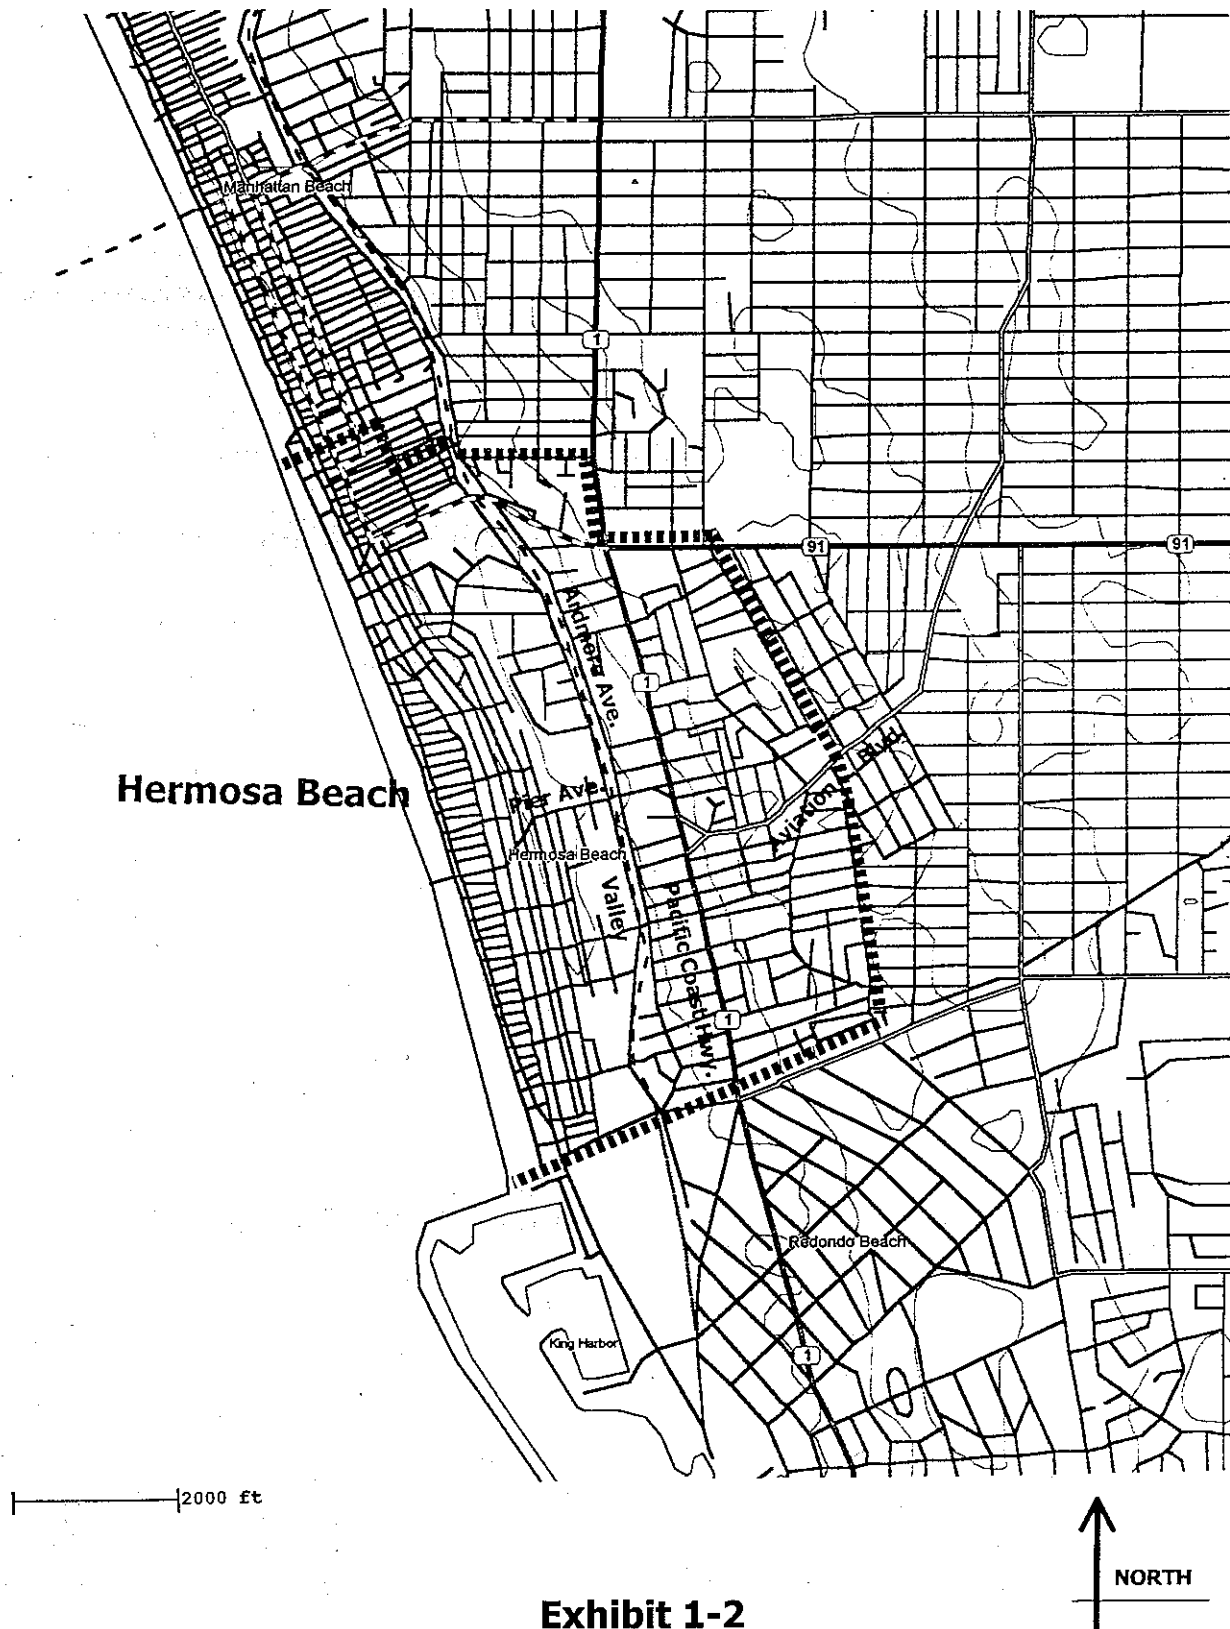 Manhattan Beach
1
91
91
Ardmore Ave.
1
Hermosa Beach
Pier Ave.
Aviation Blvd.
Hermosa Beach
Valley
Pacific Coast Hwy.
1
Redondo Beach
King Harbor
1
2000 ft
NORTH
Exhibit 1-2